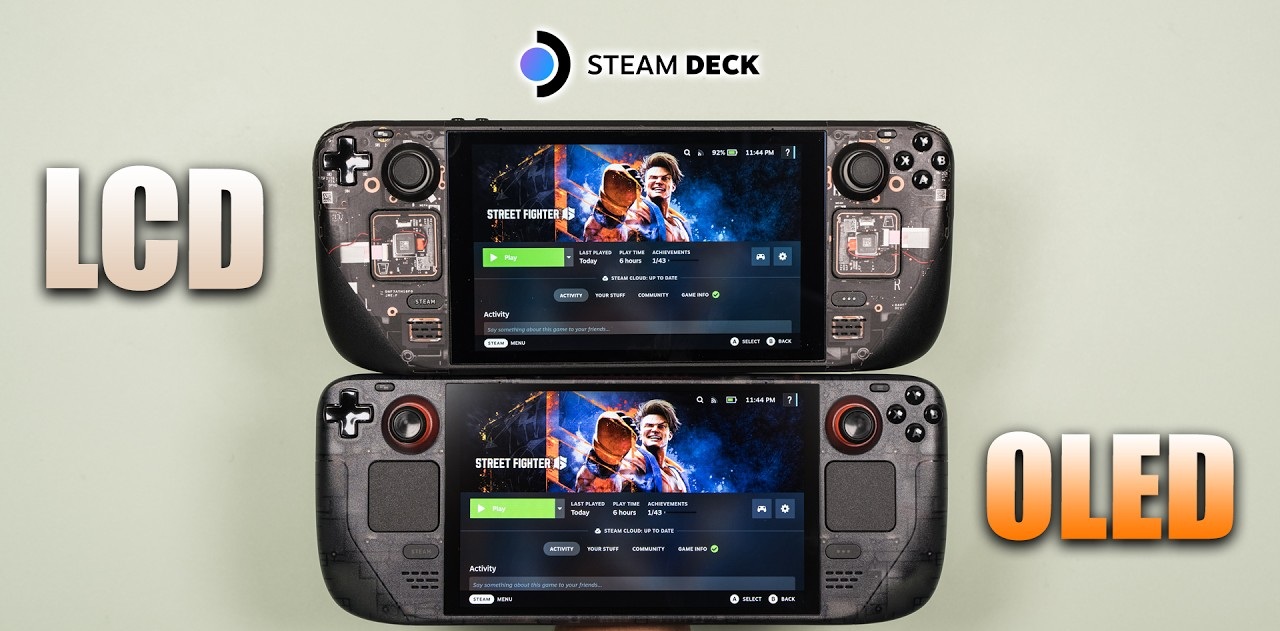 STEAM DECK
LCD
92% 11:44 PM ?
Y
X B
A
STREET FIGHTER 6
Play
LAST PLAYED PLAY TIME ACHIEVEMENTS
Today 6 hours 1/43
STEAM CLOUD: UP TO DATE
ACTIVITY YOUR STUFF COMMUNITY GAME INFO
STEAM
...
L
R
Activity
Say something about this game to your friends...
STEAM MENU A SELECT B BACK
OLED
11:44 PM ?
Y
X B
A
STREET FIGHTER 6
Play
LAST PLAYED PLAY TIME ACHIEVEMENTS
Today 6 hours 1/43
STEAM CLOUD: UP TO DATE
ACTIVITY YOUR STUFF COMMUNITY GAME INFO
STEAM
...
Activity
Say something about this game to your friends...
STEAM MENU A SELECT B BACK